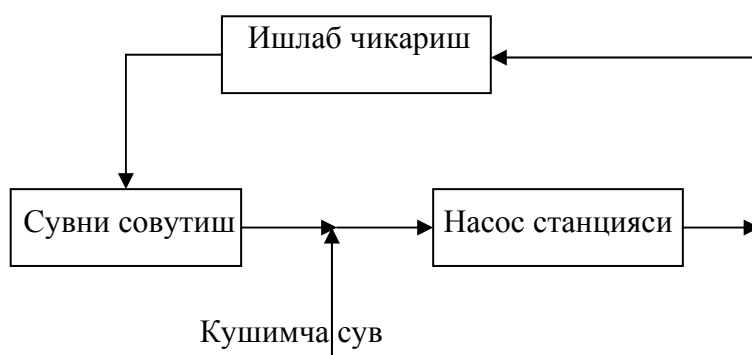 Ишлаб чикариш
Сувни совутиш
Насос станцияси
Кушимча сув